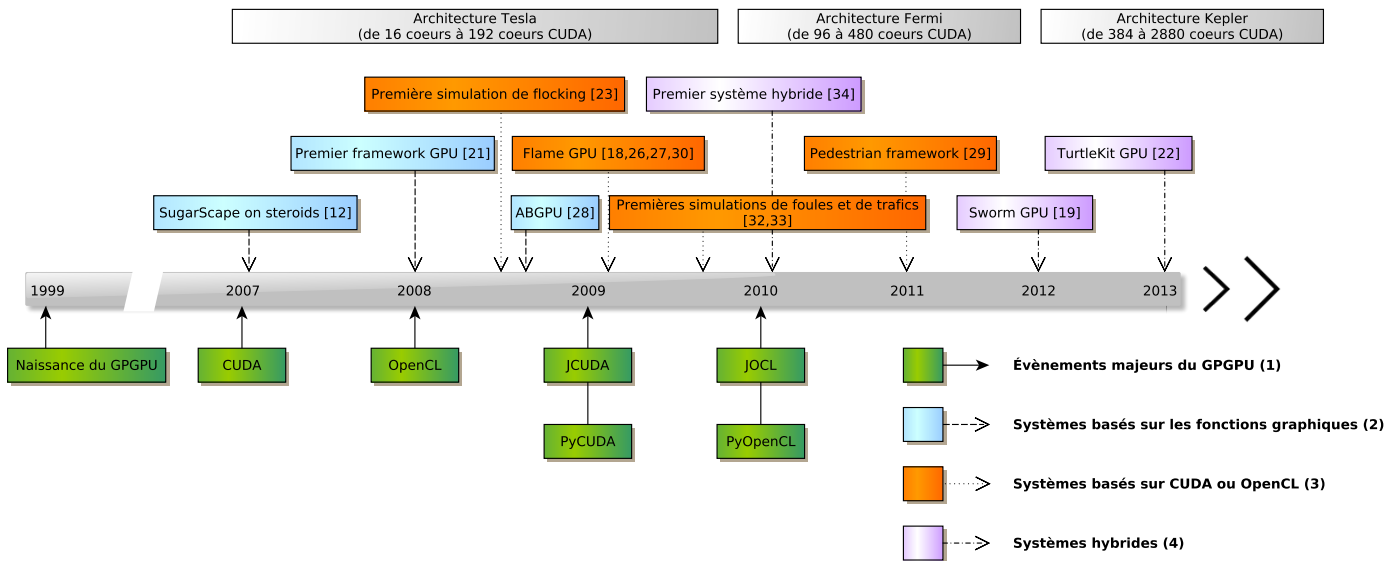 Architecture Tesla
(de 16 coeurs à 192 coeurs CUDA)
Architecture Fermi
(de 96 à 480 coeurs CUDA)
Architecture Kepler
(de 384 à 2880 coeurs CUDA)
Première simulation de flocking [23]
Premier système hybride [34]
Premier framework GPU [21]
Flame GPU [18,26,27,30]
Pedestrian framework [29]
TurtleKit GPU [22]
SugarScape on steroids [12]
ABGPU [28]
Premières simulations de foules et de trafics
[32,33]
Sworm GPU [19]
1999
2007
2008
2009
2010
2011
2012
2013
Naissance du GPGPU
CUDA
OpenCL
JCUDA
JOCL
PyCUDA
PyOpenCL
Évènements majeurs du GPGPU (1)
Systèmes basés sur les fonctions graphiques (2)
Systèmes basés sur CUDA ou OpenCL (3)
Systèmes hybrides (4)